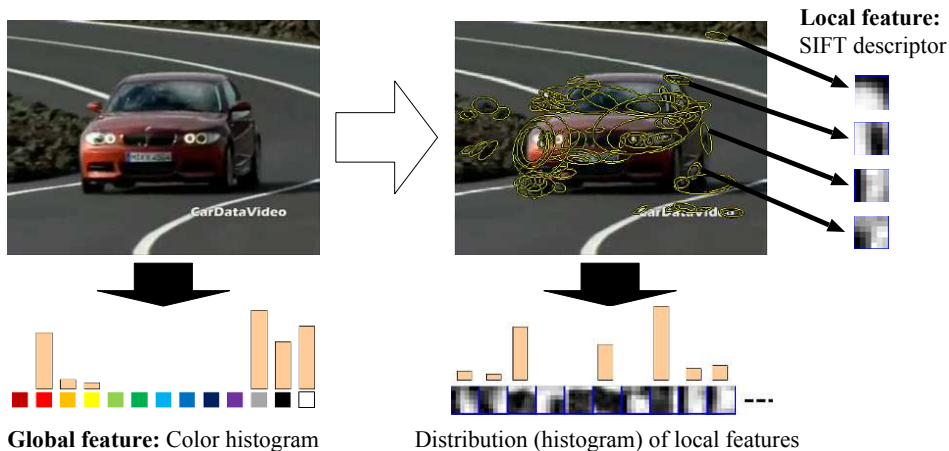 Local feature:
SIFT descriptor
CarDataVideo
CarDataVideo
Global feature: Color histogram
Distribution (histogram) of local features